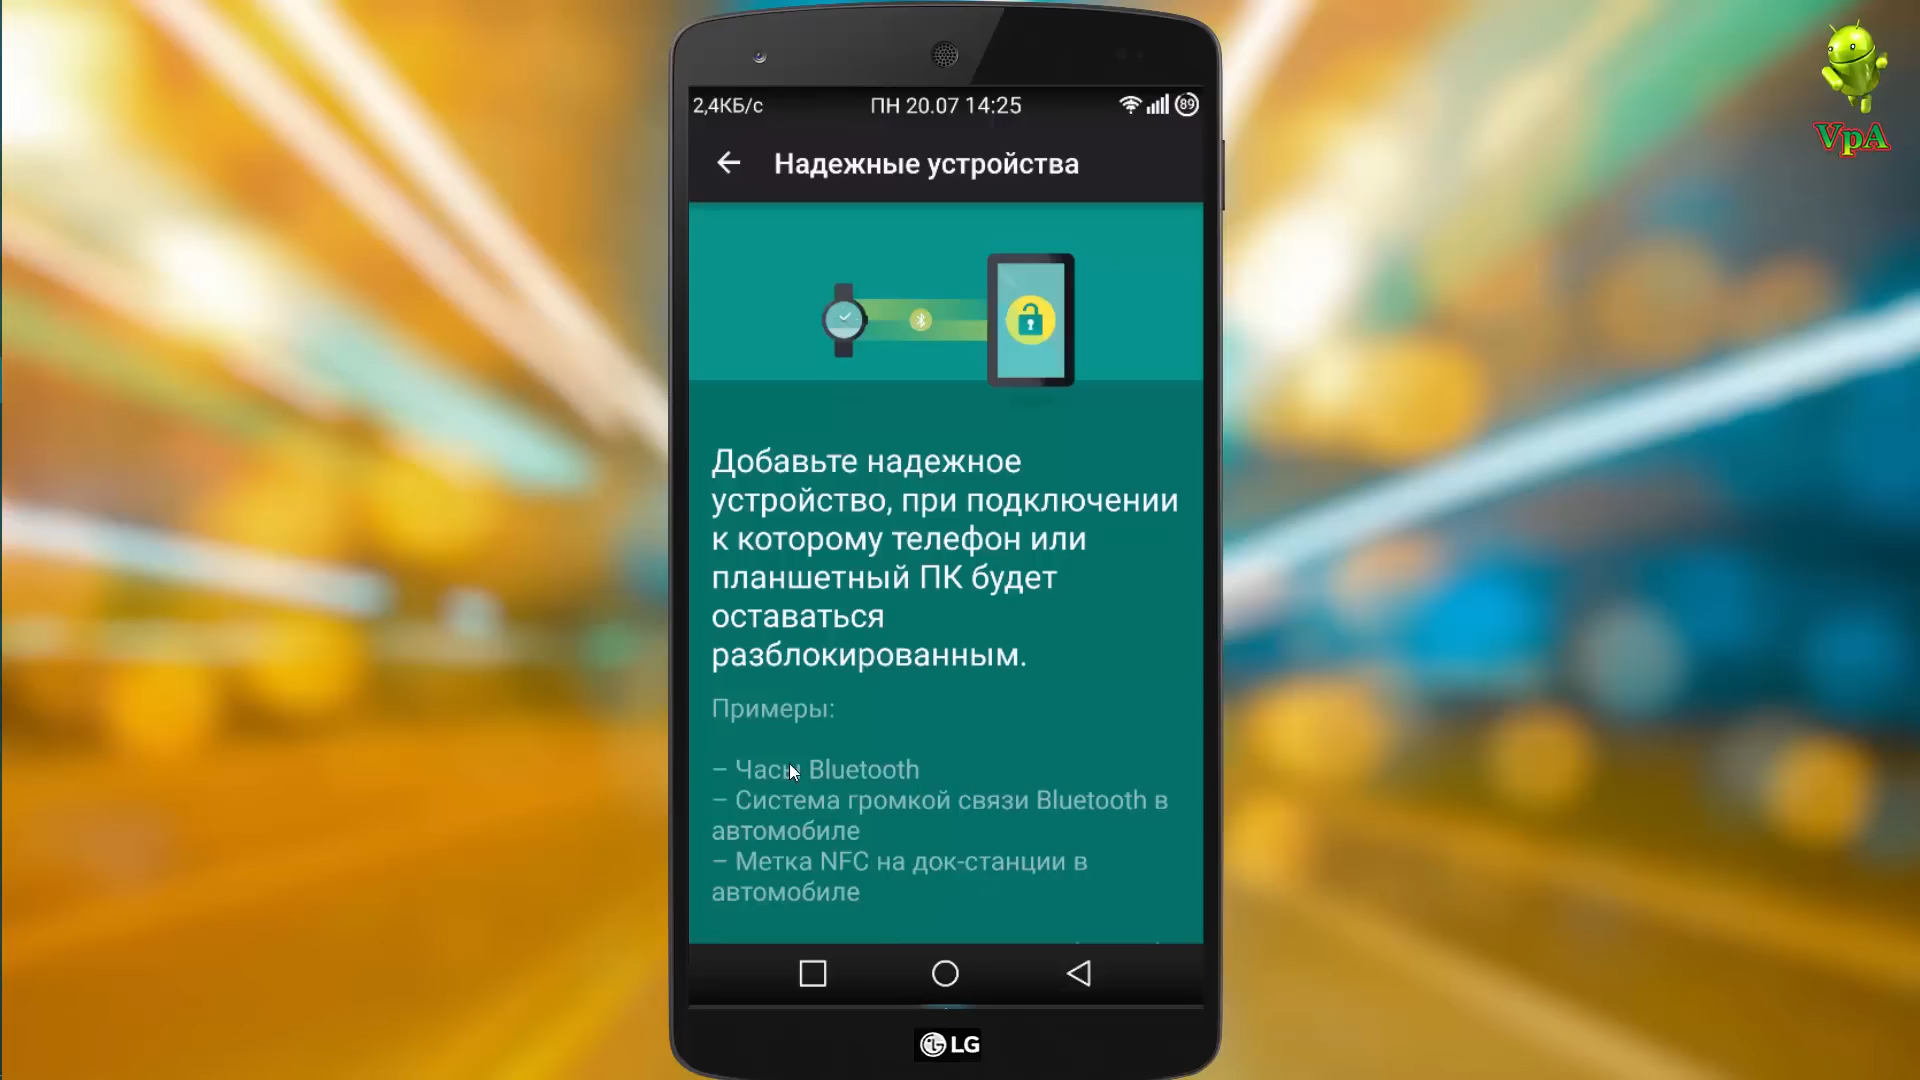 2,4КБ/с ПН 20.07 14:25 89
VpA
Надежные устройства
Добавьте надежное
устройство, при подключении
к которому телефон или
планшетный ПК будет
оставаться
разблокированным.
Примеры:
– Часы Bluetooth
– Система громкой связи Bluetooth в
автомобиле
– Метка NFC на док-станции в
автомобиле
LG